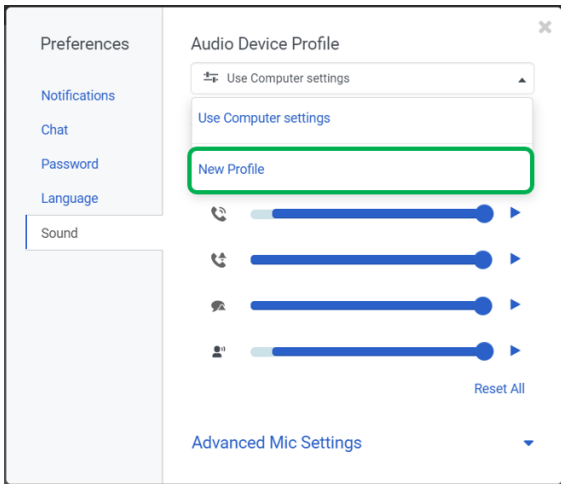 Preferences
Notifications
Chat
Password
Language
Sound
Audio Device Profile
Use Computer settings
Use Computer settings
New Profile
Reset All
Advanced Mic Settings